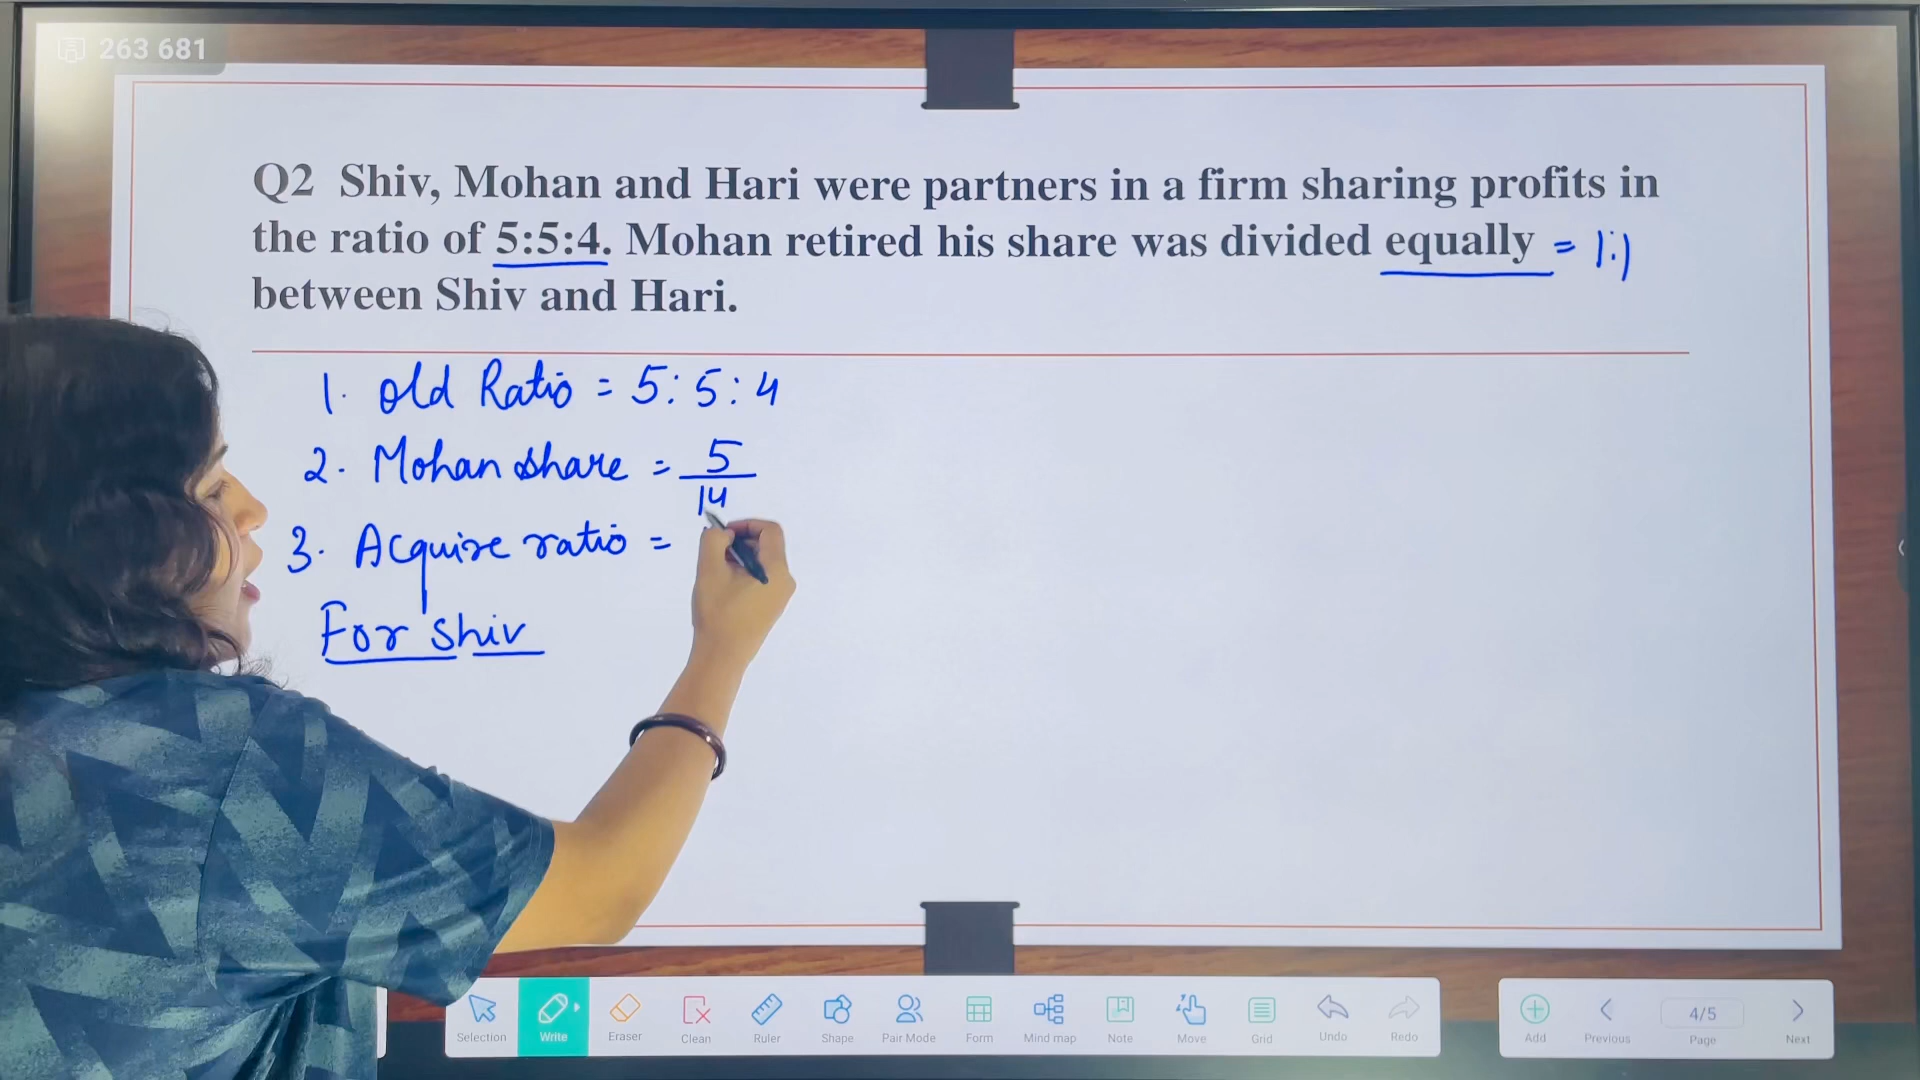 263 681
Q2 Shiv, Mohan and Hari were partners in a firm sharing profits in
the ratio of 5:5:4. Mohan retired his share was divided equally = 1:1
between Shiv and Hari.
1. Old Ratio = 5 : 5 : 4
2. Mohan share = 5/14
3. Acquire ratio =
For Shiv
Selection Write Eraser Clean Ruler Shape Pair Mode Form Mind map Note Move Grid Undo Redo
Add Previous 4/5 Page Next